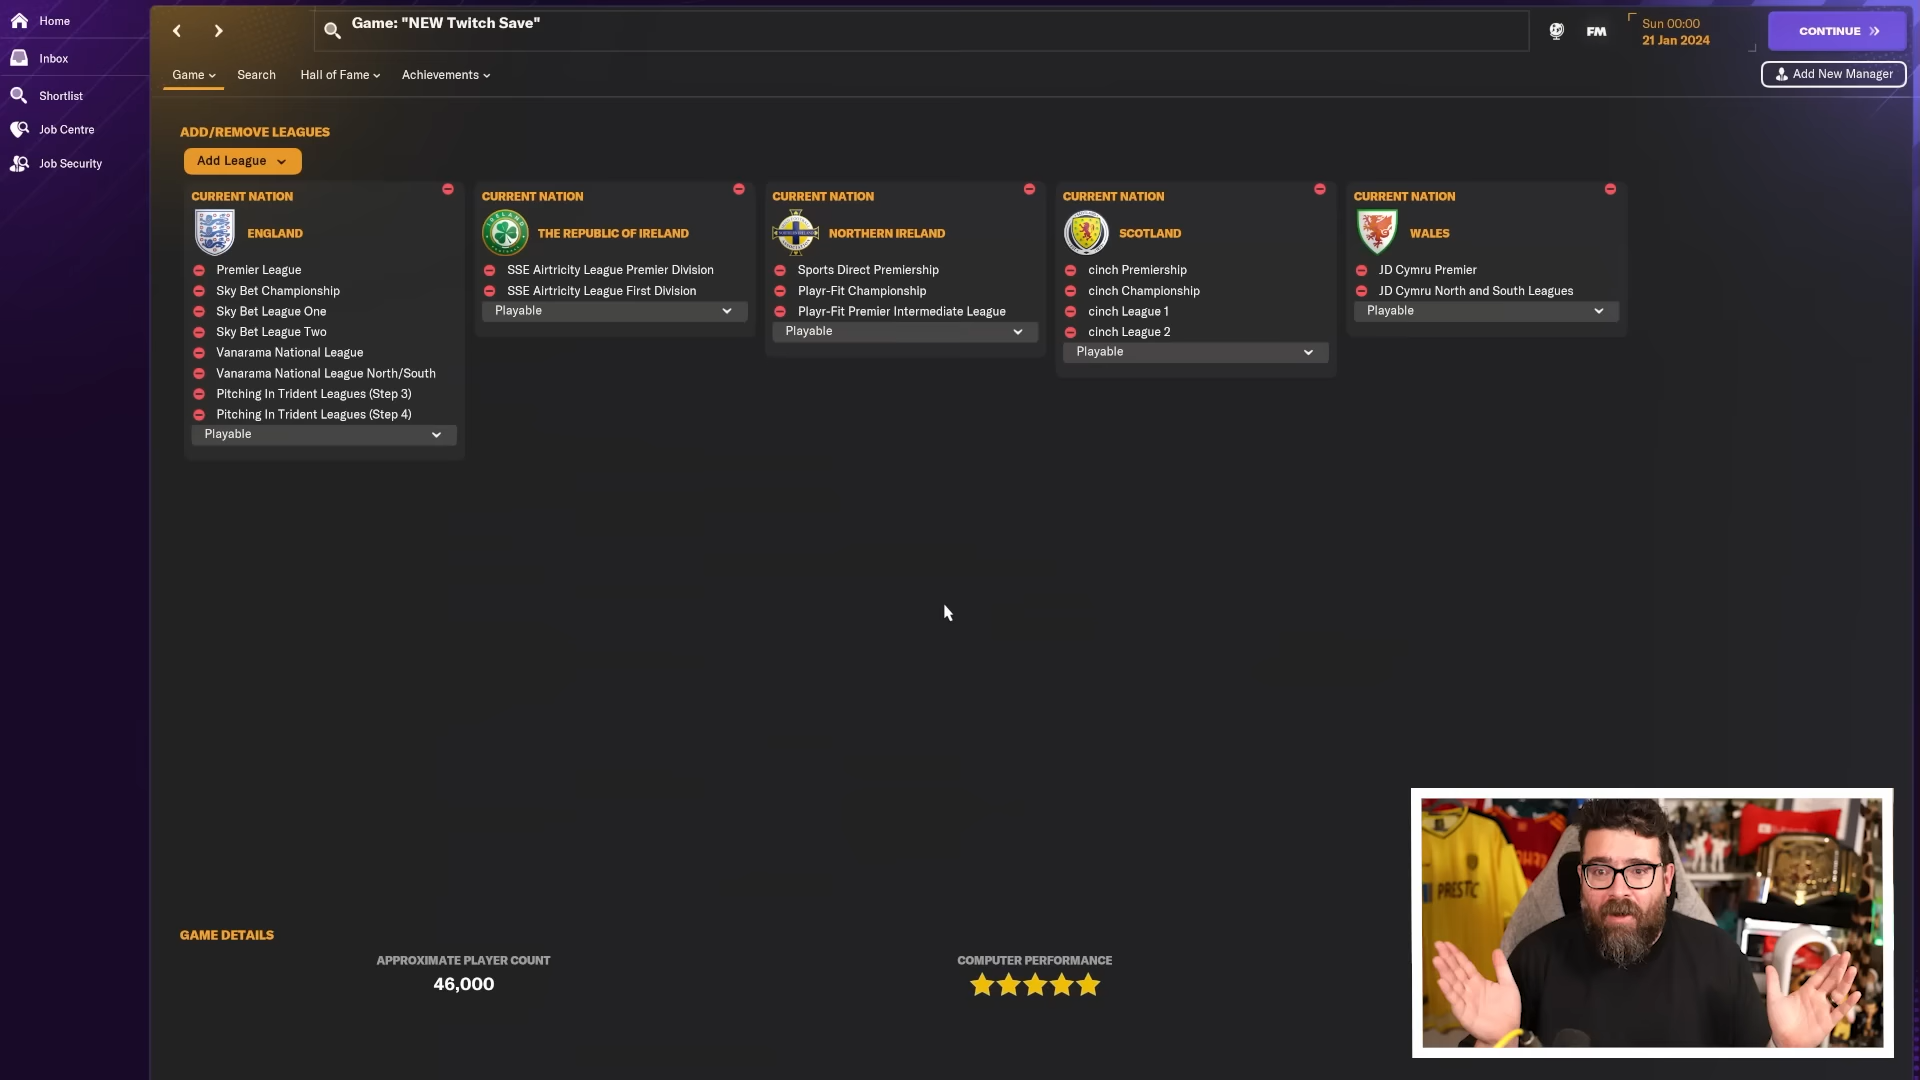 Home
Inbox
Shortlist
Job Centre
Job Security
Game: "NEW Twitch Save"
FM
Sun 00:00
21 Jan 2024
CONTINUE
Game
Search
Hall of Fame
Achievements
Add New Manager
ADD/REMOVE LEAGUES
Add League
CURRENT NATION
ENGLAND
Premier League
Sky Bet Championship
Sky Bet League One
Sky Bet League Two
Vanarama National League
Vanarama National League North/South
Pitching In Trident Leagues (Step 3)
Pitching In Trident Leagues (Step 4)
Playable
CURRENT NATION
THE REPUBLIC OF IRELAND
SSE Airtricity League Premier Division
SSE Airtricity League First Division
Playable
CURRENT NATION
NORTHERN IRELAND
Sports Direct Premiership
Playr-Fit Championship
Playr-Fit Premier Intermediate League
Playable
CURRENT NATION
SCOTLAND
cinch Premiership
cinch Championship
cinch League 1
cinch League 2
Playable
CURRENT NATION
WALES
JD Cymru Premier
JD Cymru North and South Leagues
Playable
GAME DETAILS
APPROXIMATE PLAYER COUNT
46,000
COMPUTER PERFORMANCE